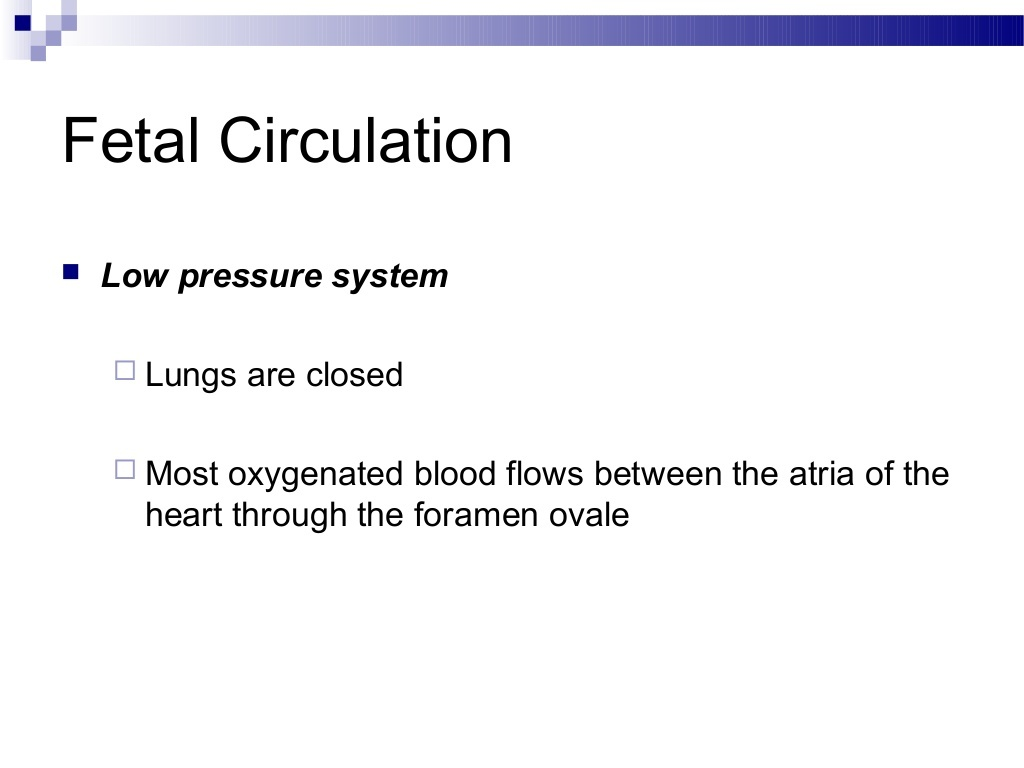 Fetal Circulation
Low pressure system
Lungs are closed
Most oxygenated blood flows between the atria of the
heart through the foramen ovale